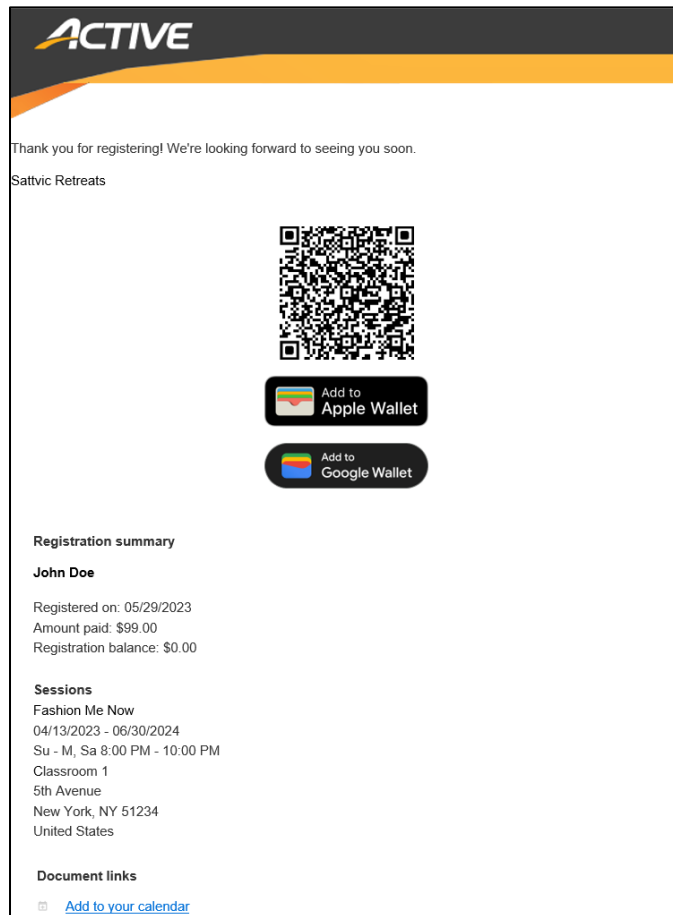 ACTIVE
Thank you for registering! We're looking forward to seeing you soon.
Sattvic Retreats
Add to
Apple Wallet
Add to
Google Wallet
Registration summary
John Doe
Registered on: 05/29/2023
Amount paid: $99.00
Registration balance: $0.00
Sessions
Fashion Me Now
04/13/2023 - 06/30/2024
Su - M, Sa 8:00 PM - 10:00 PM
Classroom 1
5th Avenue
New York, NY 51234
United States
Document links
Add to your calendar